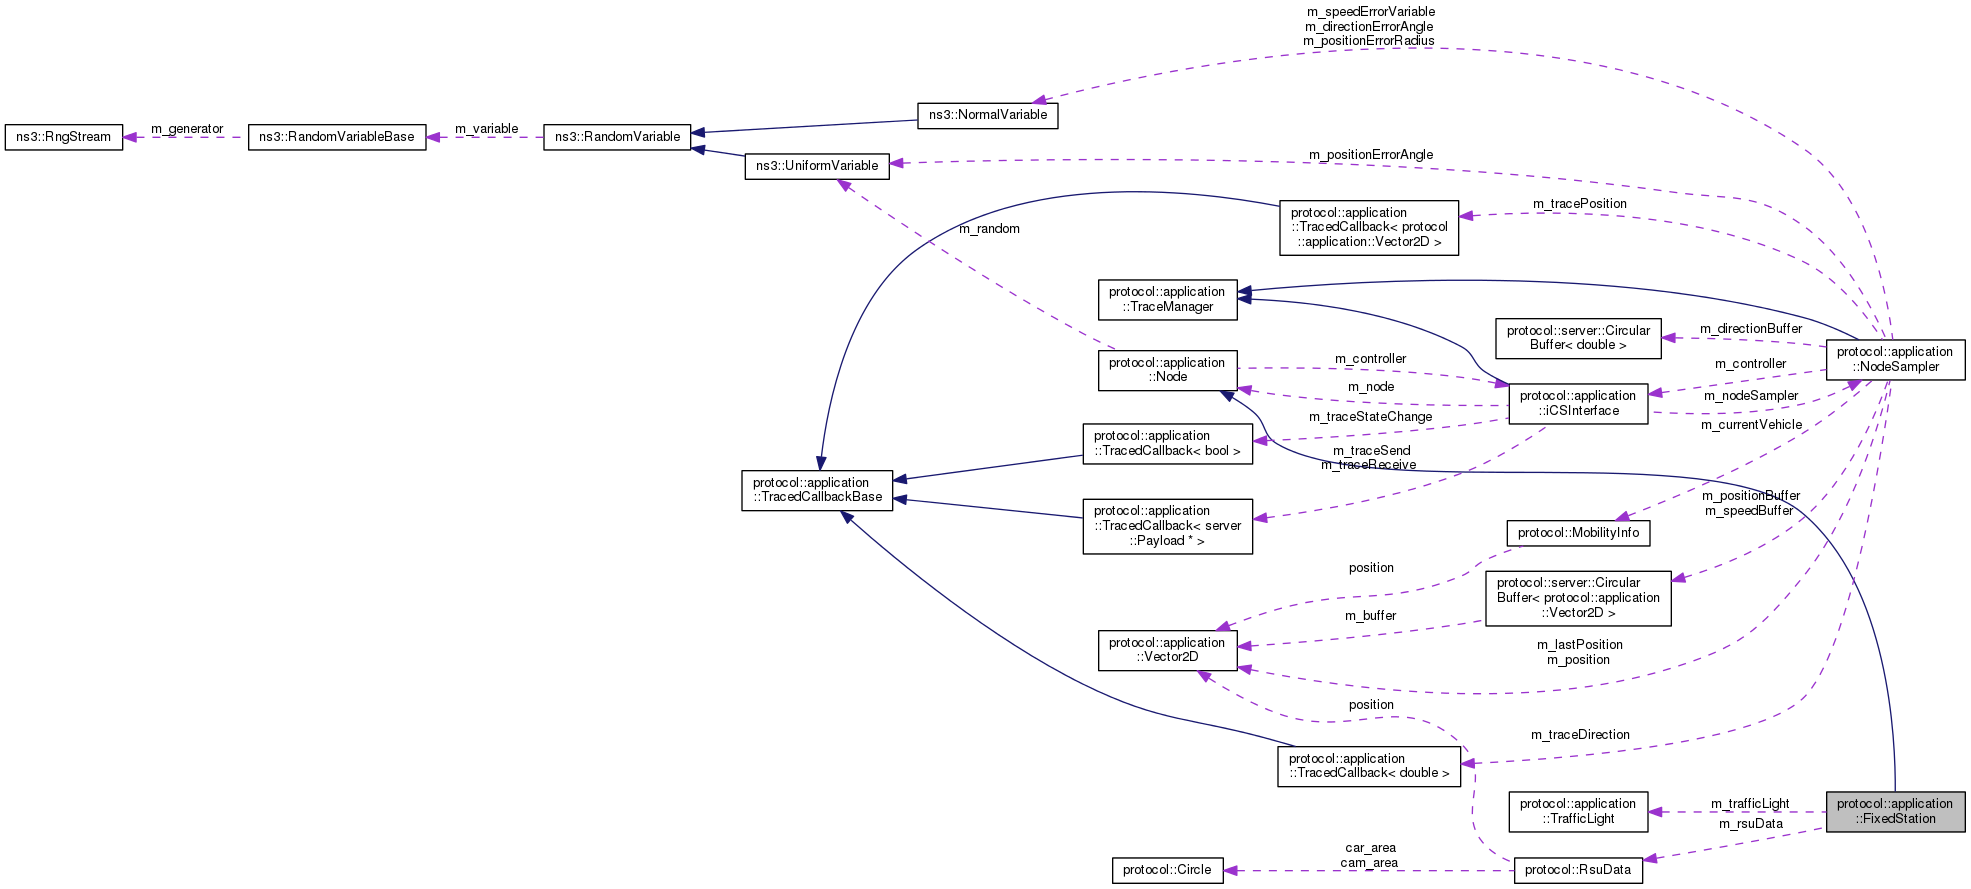 m_speedErrorVariable
m_directionErrorAngle
m_positionErrorRadius
ns3::NormalVariable
ns3::RngStream
m_generator
ns3::RandomVariableBase
m_variable
ns3::RandomVariable
m_positionErrorAngle
ns3::UniformVariable
m_tracePosition
protocol::application
::TracedCallback< protocol
::application::Vector2D >
m_random
protocol::application
::TraceManager
protocol::server::Circular
Buffer< double >
m_directionBuffer
protocol::application
::NodeSampler
protocol::application
::Node
m_controller
m_node
m_controller
protocol::application
::iCSInterface
m_nodeSampler
m_traceStateChange
m_currentVehicle
protocol::application
::TracedCallback< bool >
m_traceSend
m_traceReceive
protocol::application
::TracedCallbackBase
m_positionBuffer
m_speedBuffer
protocol::application
::TracedCallback< server
::Payload * >
protocol::MobilityInfo
position
protocol::server::Circular
Buffer< protocol::application
::Vector2D >
m_buffer
protocol::application
::Vector2D
m_lastPosition
m_position
position
m_traceDirection
protocol::application
::TracedCallback< double >
protocol::application
::TrafficLight
m_trafficLight
protocol::application
::FixedStation
m_rsuData
car_area
cam_area
protocol::Circle
protocol::RsuData